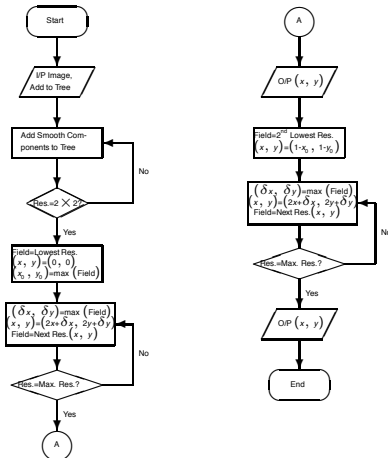 Start
I/P Image,
Add to Tree
Add Smooth Com-
ponents to Tree
No
Res.=2 × 2?
Yes
Field=Lowest Res.
(x, y)=(0, 0)
(x₀, y₀)=max (Field)
(δx, δy)=max (Field)
(x, y)=(2x+δx, 2y+δy)
Field=Next Res.(x, y)
No
Res.=Max. Res.?
Yes
A
A
O/P (x, y)
Field=2nd Lowest Res.
(x, y)=(1-x₀, 1-y₀)
(δx, δy)=max (Field)
(x, y)=(2x+δx, 2y+δy)
Field=Next Res.(x, y)
No
Res.=Max. Res.?
Yes
O/P (x, y)
End